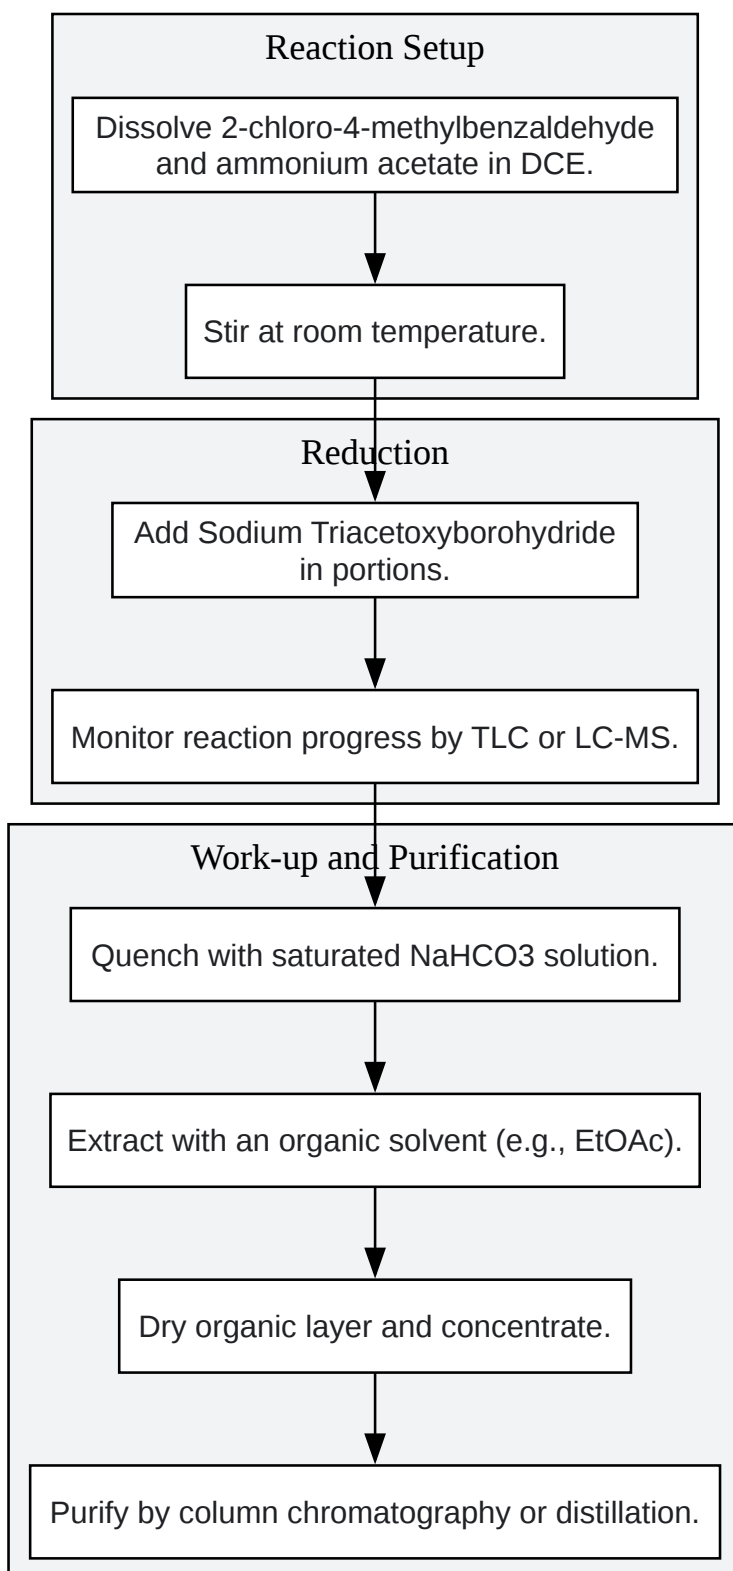 Reaction Setup
Dissolve 2-chloro-4-methylbenzaldehyde
and ammonium acetate in DCE.
Stir at room temperature.
Reduction
Add Sodium Triacetoxyborohydride
in portions.
Monitor reaction progress by TLC or LC-MS.
Work-up and Purification
Quench with saturated NaHCO3 solution.
Extract with an organic solvent (e.g., EtOAc).
Dry organic layer and concentrate.
Purify by column chromatography or distillation.